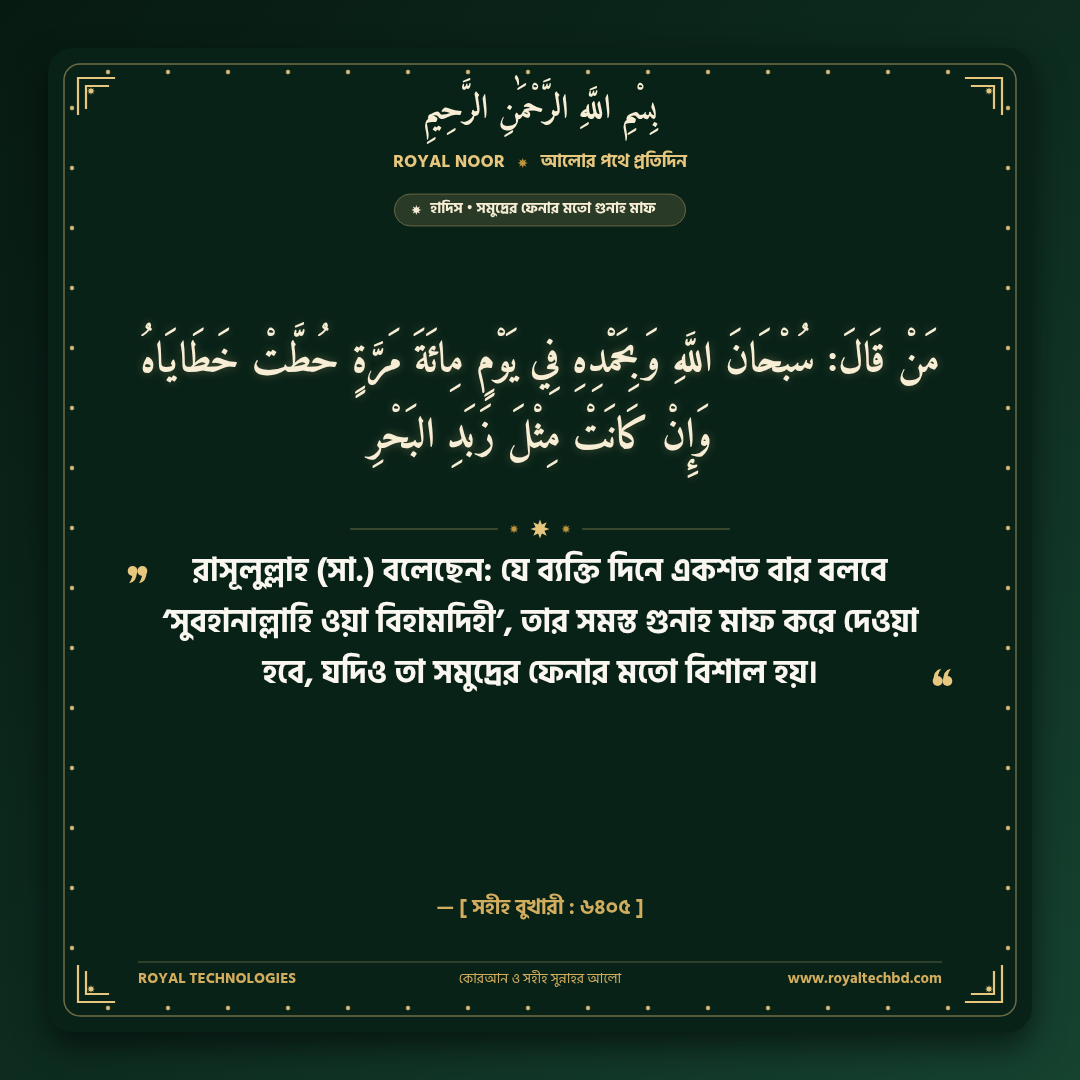 بِسْمِ اللَّهِ الرَّحْمَٰنِ الرَّحِيمِ
ROYAL NOOR ✷ আলোর পথে প্রতিদিন
✷ হাদিস • সমুদ্রের ফেনার মতো গুনাহ মাফ
مَنْ قَالَ: سُبْحَانَ اللَّهِ وَبِحَمْدِهِ فِي يَوْمٍ مِائَةَ مَرَّةٍ حُطَّتْ خَطَايَاهُ
وَإِنْ كَانَتْ مِثْلَ زَبَدِ البَحْرِ
❞ রাসূলুল্লাহ (সা.) বলেছেন: যে ব্যক্তি দিনে একশত বার বলবে
‘সুবহানাল্লাহি ওয়া বিহামদিহী’, তার সমস্ত গুনাহ মাফ করে দেওয়া
হবে, যদিও তা সমুদ্রের ফেনার মতো বিশাল হয়। ❝
— [ সহীহ বুখারী : ৬৪০৫ ]
ROYAL TECHNOLOGIES কোরআন ও সহীহ সুন্নাহর আলো www.royaltechbd.com